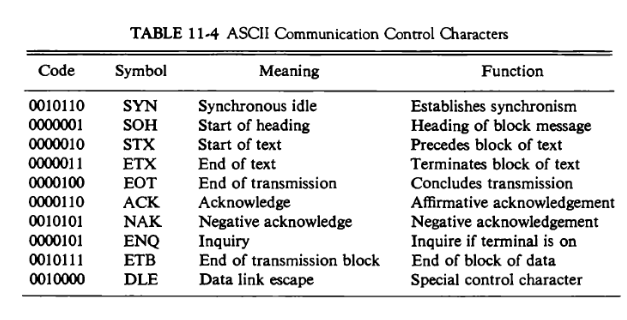 TABLE 11-4 ASCII Communication Control Characters
Code Symbol Meaning Function
0010110 SYN Synchronous idle Establishes synchronism
0000001 SOH Start of heading Heading of block message
0000010 STX Start of text Precedes block of text
0000011 ETX End of text Terminates block of text
0000100 EOT End of transmission Concludes transmission
0000110 ACK Acknowledge Affirmative acknowledgement
0010101 NAK Negative acknowledge Negative acknowledgement
0000101 ENQ Inquiry Inquire if terminal is on
0010111 ETB End of transmission block End of block of data
0010000 DLE Data link escape Special control character